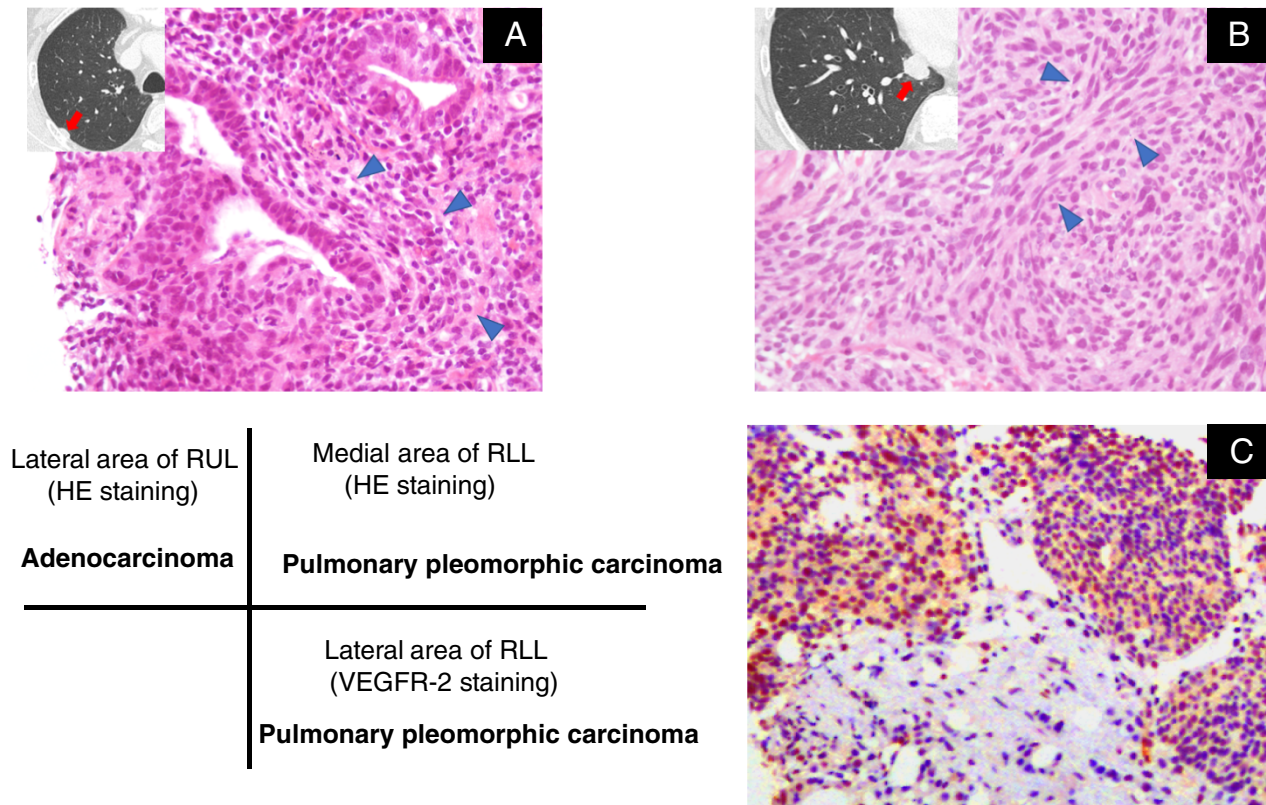 A
B
Lateral area of RUL
(HE staining)
Adenocarcinoma
Medial area of RLL
(HE staining)
Pulmonary pleomorphic carcinoma
Lateral area of RLL
(VEGFR-2 staining)
Pulmonary pleomorphic carcinoma
C